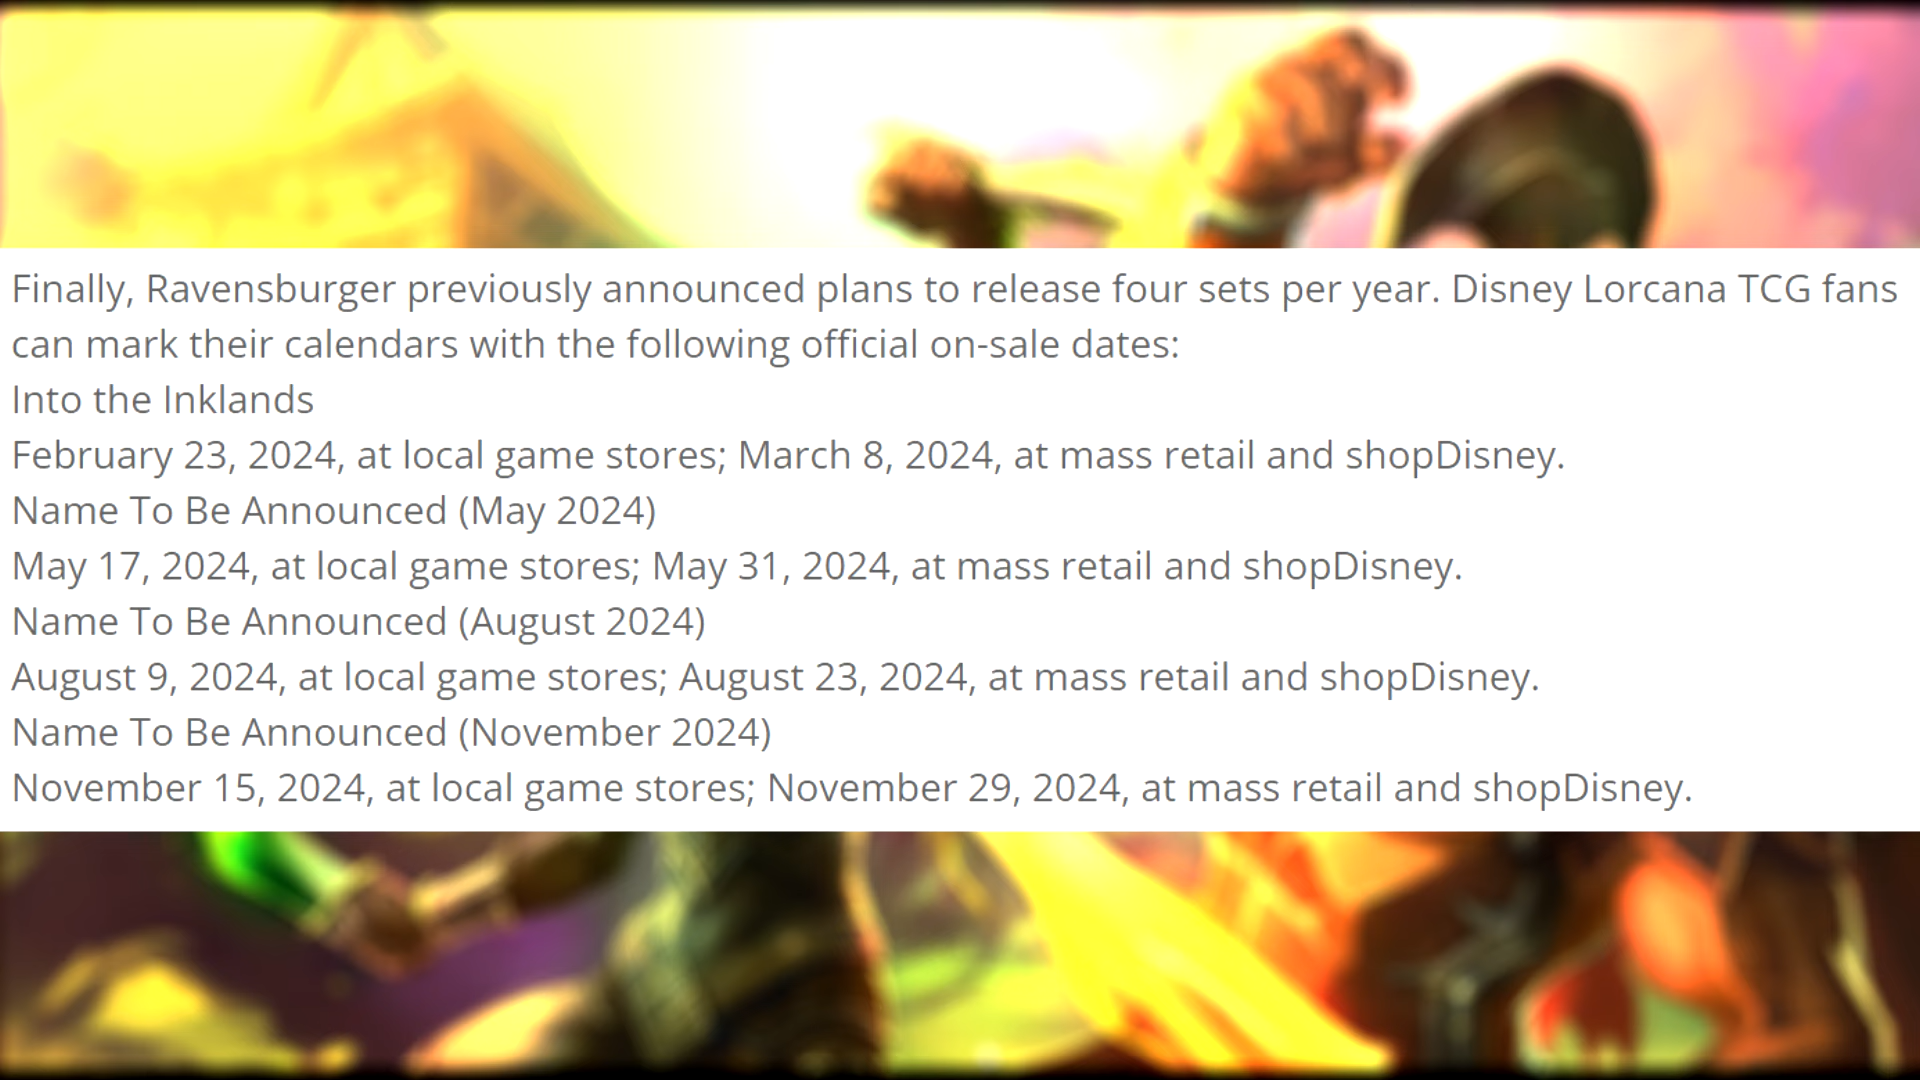 Finally, Ravensburger previously announced plans to release four sets per year. Disney Lorcana TCG fans
can mark their calendars with the following official on-sale dates:
Into the Inklands
February 23, 2024, at local game stores; March 8, 2024, at mass retail and shopDisney.
Name To Be Announced (May 2024)
May 17, 2024, at local game stores; May 31, 2024, at mass retail and shopDisney.
Name To Be Announced (August 2024)
August 9, 2024, at local game stores; August 23, 2024, at mass retail and shopDisney.
Name To Be Announced (November 2024)
November 15, 2024, at local game stores; November 29, 2024, at mass retail and shopDisney.